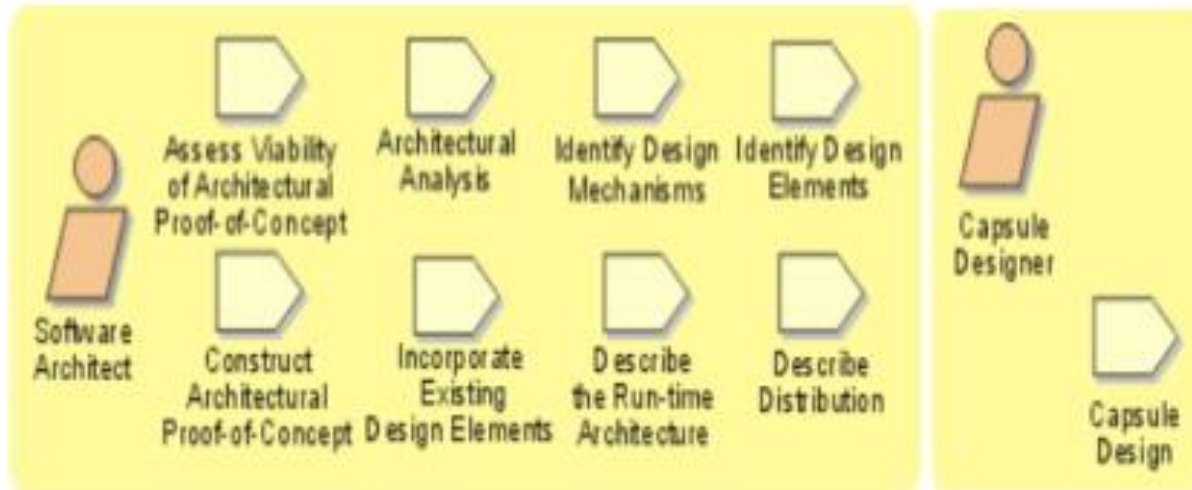 Assess Viability
of Architectural
Proof-of-Concept
Architectural
Analysis
Identify Design
Mechanisms
Identify Design
Elements
Software
Architect
Construct
Architectural
Proof-of-Concept
Incorporate
Existing
Design Elements
Describe
the Run-time
Architecture
Describe
Distribution
Capsule
Designer
Capsule
Design